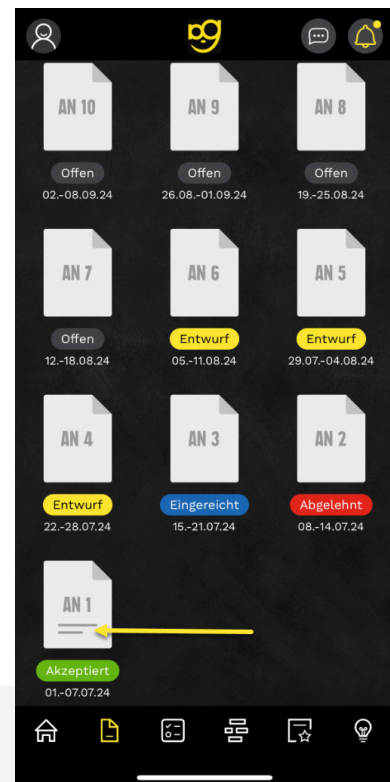 AN 10 AN 9 AN 8
Offen Offen Offen
02.-08.09.24 26.08.-01.09.24 19.-25.08.24
AN 7 AN 6 AN 5
Offen Entwurf Entwurf
12.-18.08.24 05.-11.08.24 29.07.-04.08.24
AN 4 AN 3 AN 2
Entwurf Eingereicht Abgelehnt
22.-28.07.24 15.-21.07.24 08.-14.07.24
AN 1
Akzeptiert
01.-07.07.24